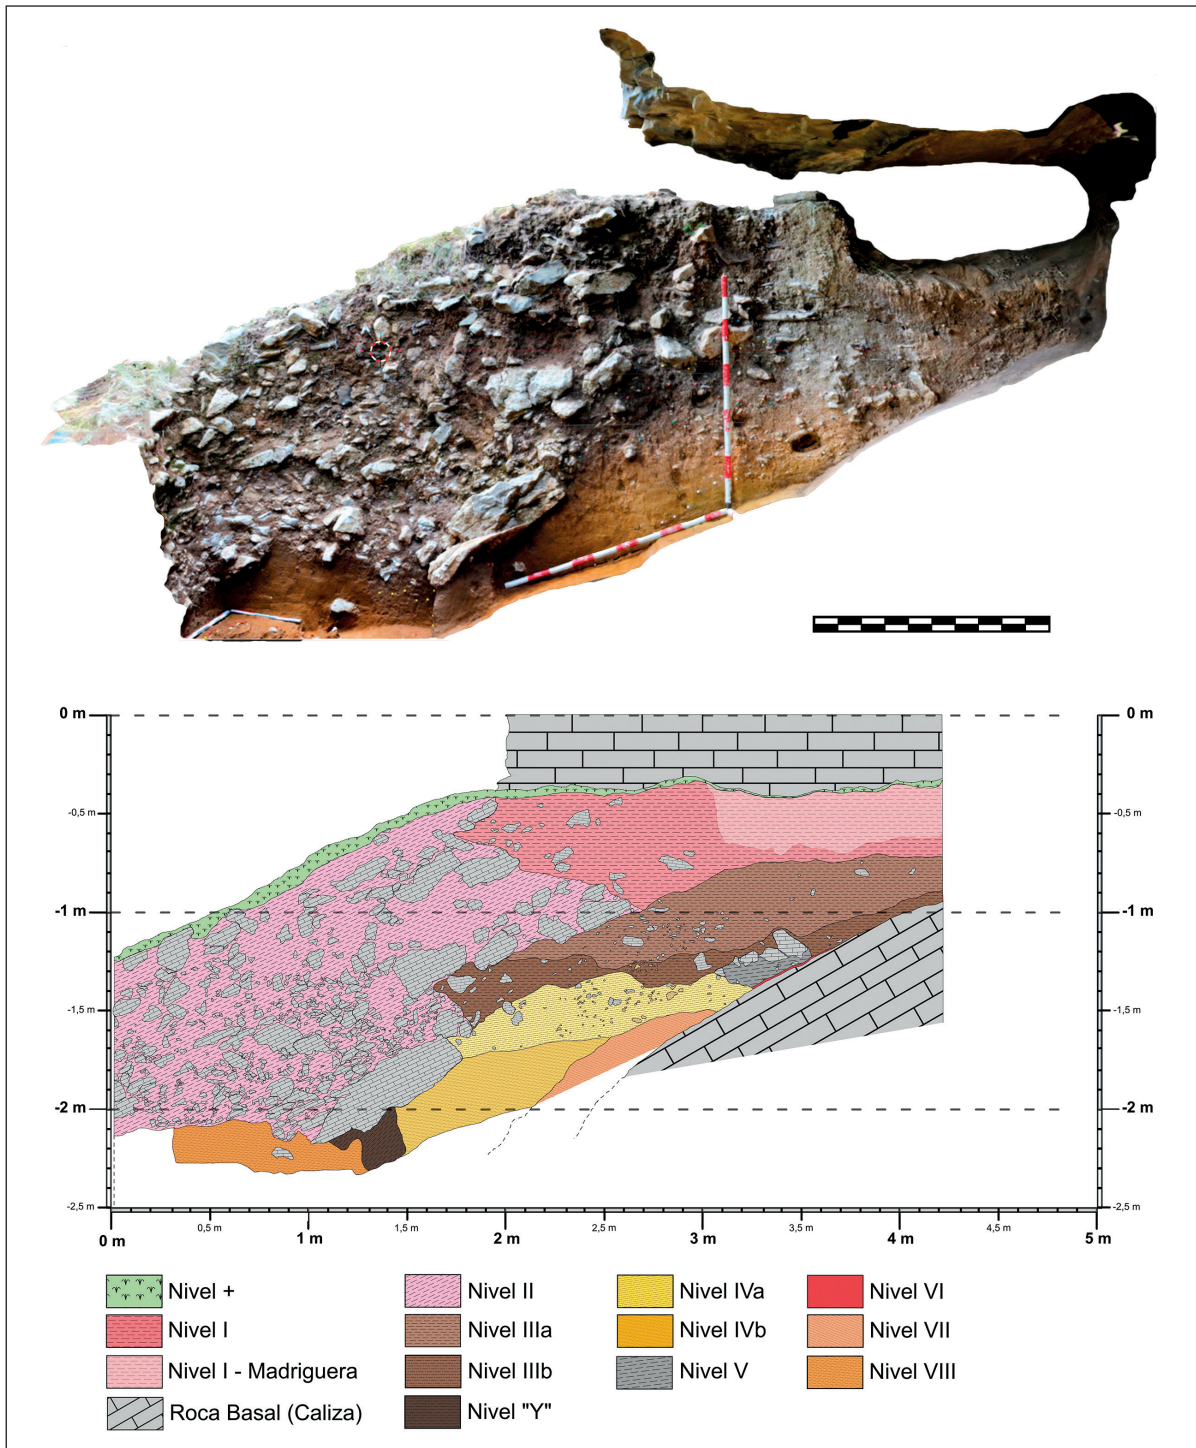 0 m 0 m
-0,5 m -0,5 m
-1 m -1 m
-1,5 m -1,5 m
-2 m -2 m
-2,5 m -2,5 m
0 m 0,5 m 1 m 1,5 m 2 m 2,5 m 3 m 3,5 m 4 m 4,5 m 5 m
Nivel + Nivel II Nivel IVa Nivel VI
Nivel I Nivel IIIa Nivel IVb Nivel VII
Nivel I - Madriguera Nivel IIIb Nivel V Nivel VIII
Roca Basal (Caliza) Nivel "Y"